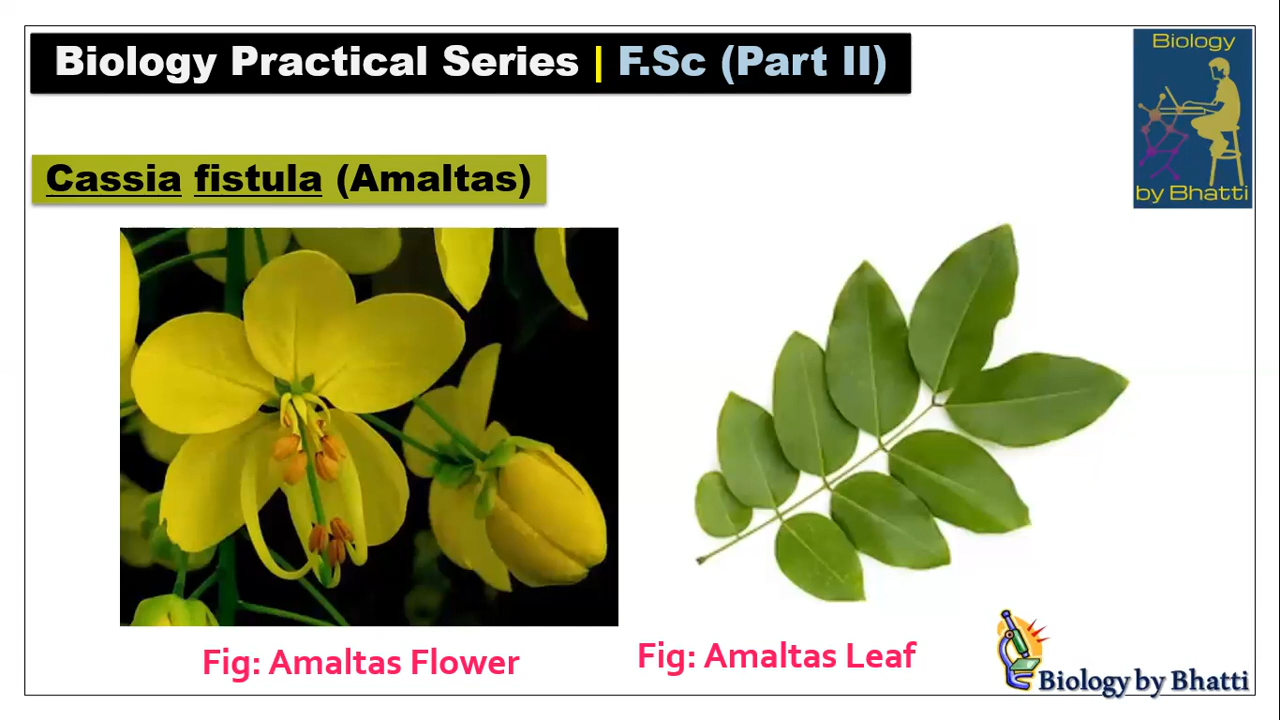 Biology Practical Series | F.Sc (Part II)
Biology
by Bhatti
Cassia fistula (Amaltas)
Fig: Amaltas Flower
Fig: Amaltas Leaf
Biology by Bhatti